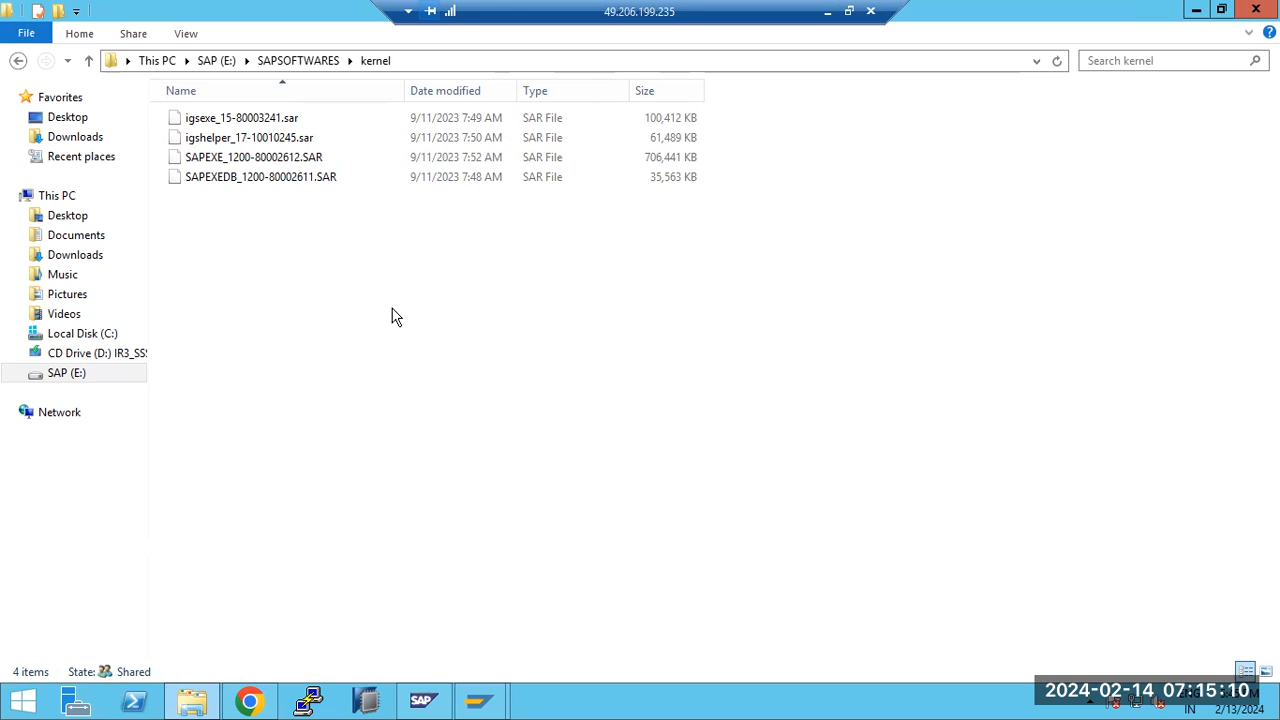 49.206.199.235
File Home Share View
This PC SAP (E:) SAPSOFTWARES kernel
Search kernel
Name Date modified Type Size
igsexe_15-80003241.sar 9/11/2023 7:49 AM SAR File 100,412 KB
igshelper_17-10010245.sar 9/11/2023 7:50 AM SAR File 61,489 KB
SAPEXE_1200-80002612.SAR 9/11/2023 7:52 AM SAR File 706,441 KB
SAPEXEDB_1200-80002611.SAR 9/11/2023 7:48 AM SAR File 35,563 KB
Favorites
Desktop
Downloads
Recent places
This PC
Desktop
Documents
Downloads
Music
Pictures
Videos
Local Disk (C:)
CD Drive (D:) IR3_SS
SAP (E:)
Network
4 items State: Shared
SAP
2024-02-14 07:15:10
IN 2/13/2024